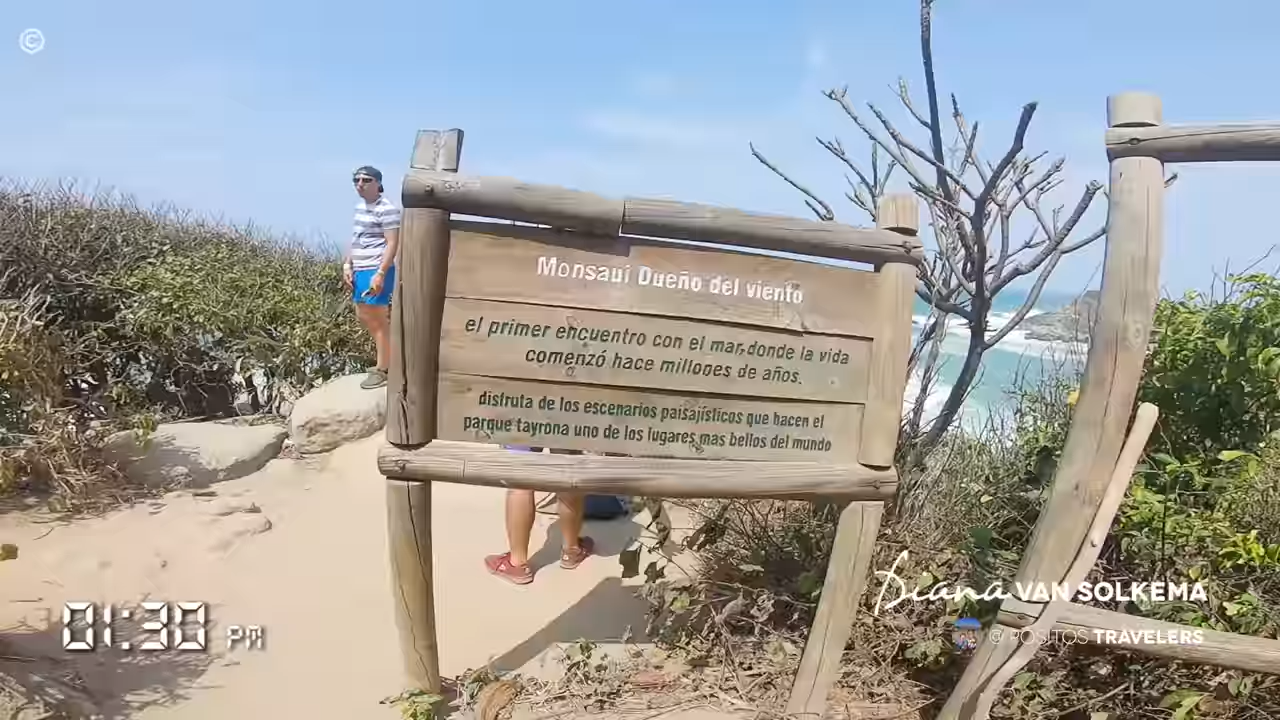 ©
Monsaui Dueño del viento
el primer encuentro con el mar, donde la vida
comenzó hace millones de años.
disfruta de los escenarios paisajísticos que hacen el
parque tayrona uno de los lugares mas bellos del mundo
Diana VAN SOLKEMA
@ROSITOS TRAVELERS
01:30 PM